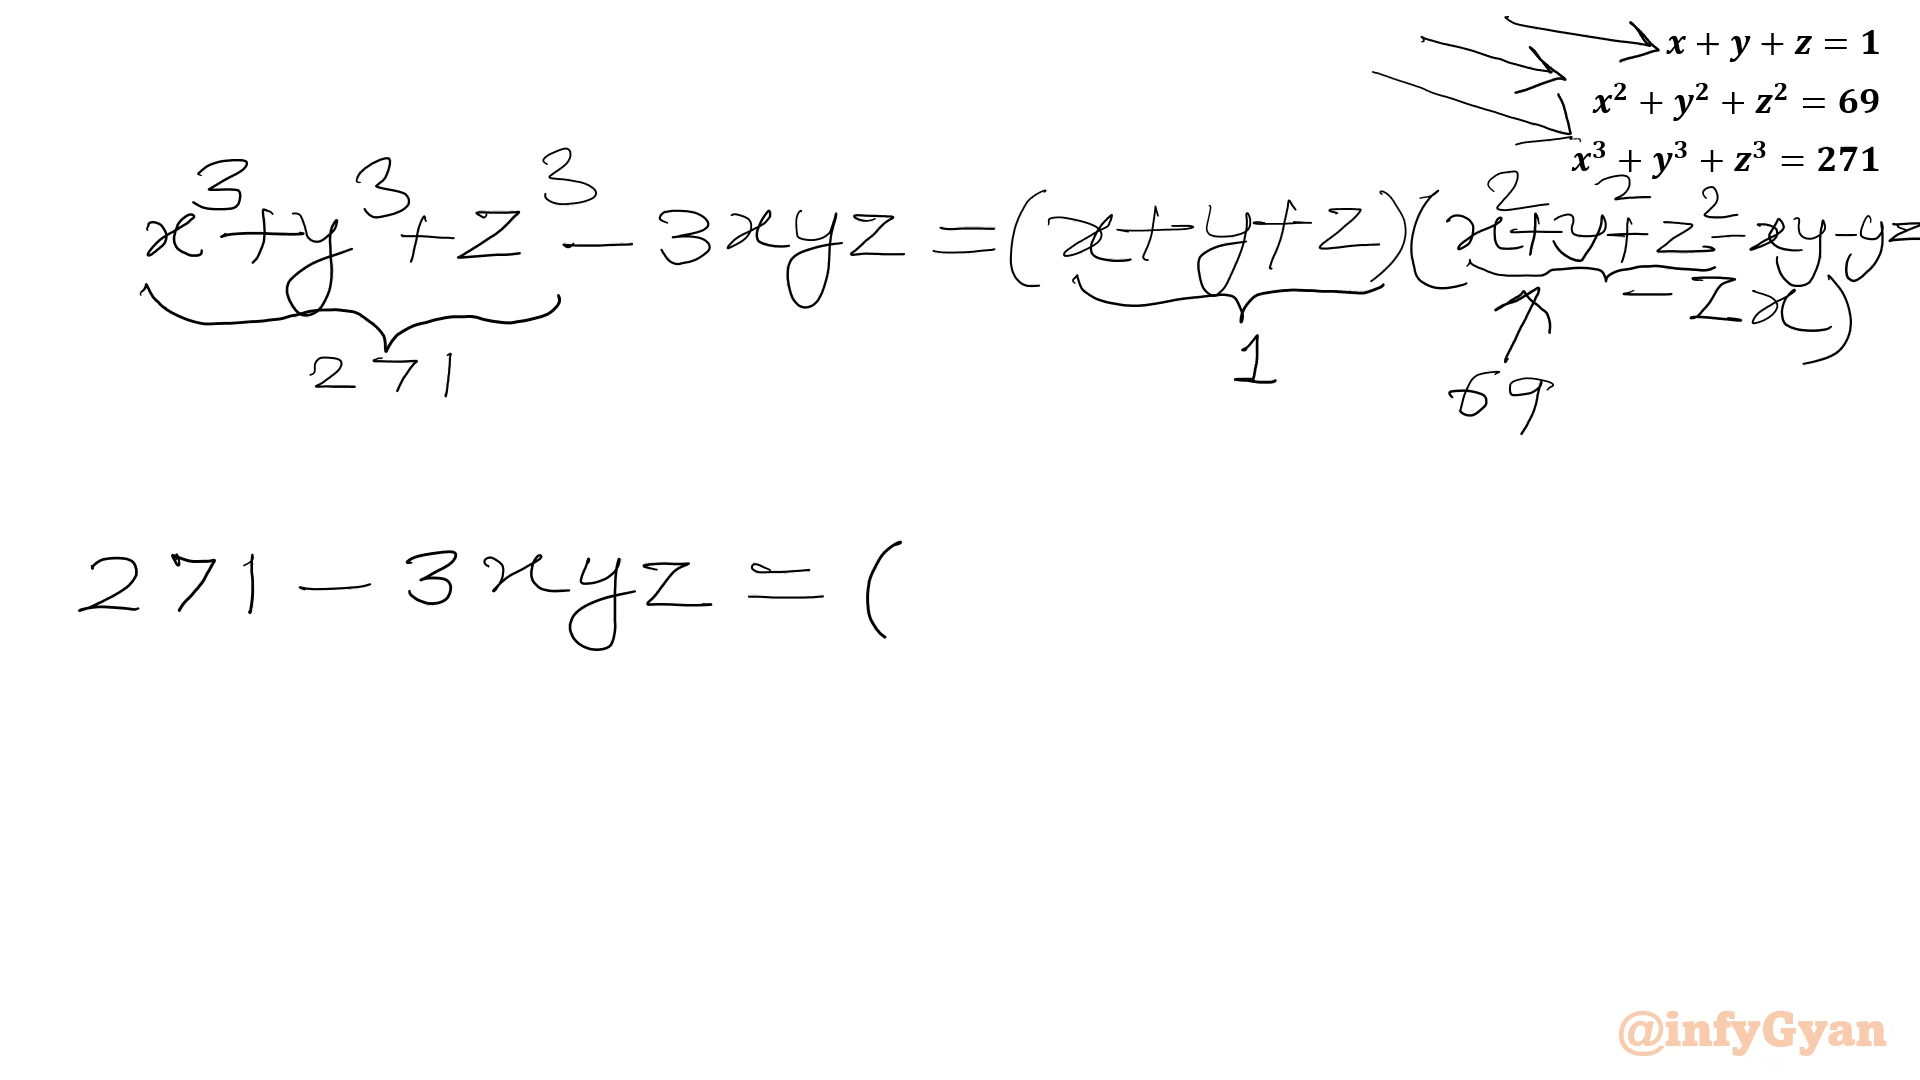 x + y + z = 1
x² + y² + z² = 69
x³ + y³ + z³ = 271
x³ + y³ + z³ - 3xyz = (x + y + z)(x² + y² + z² - xy - yz
- zx)
271 1 69
271 - 3xyz = (
@infyGyan